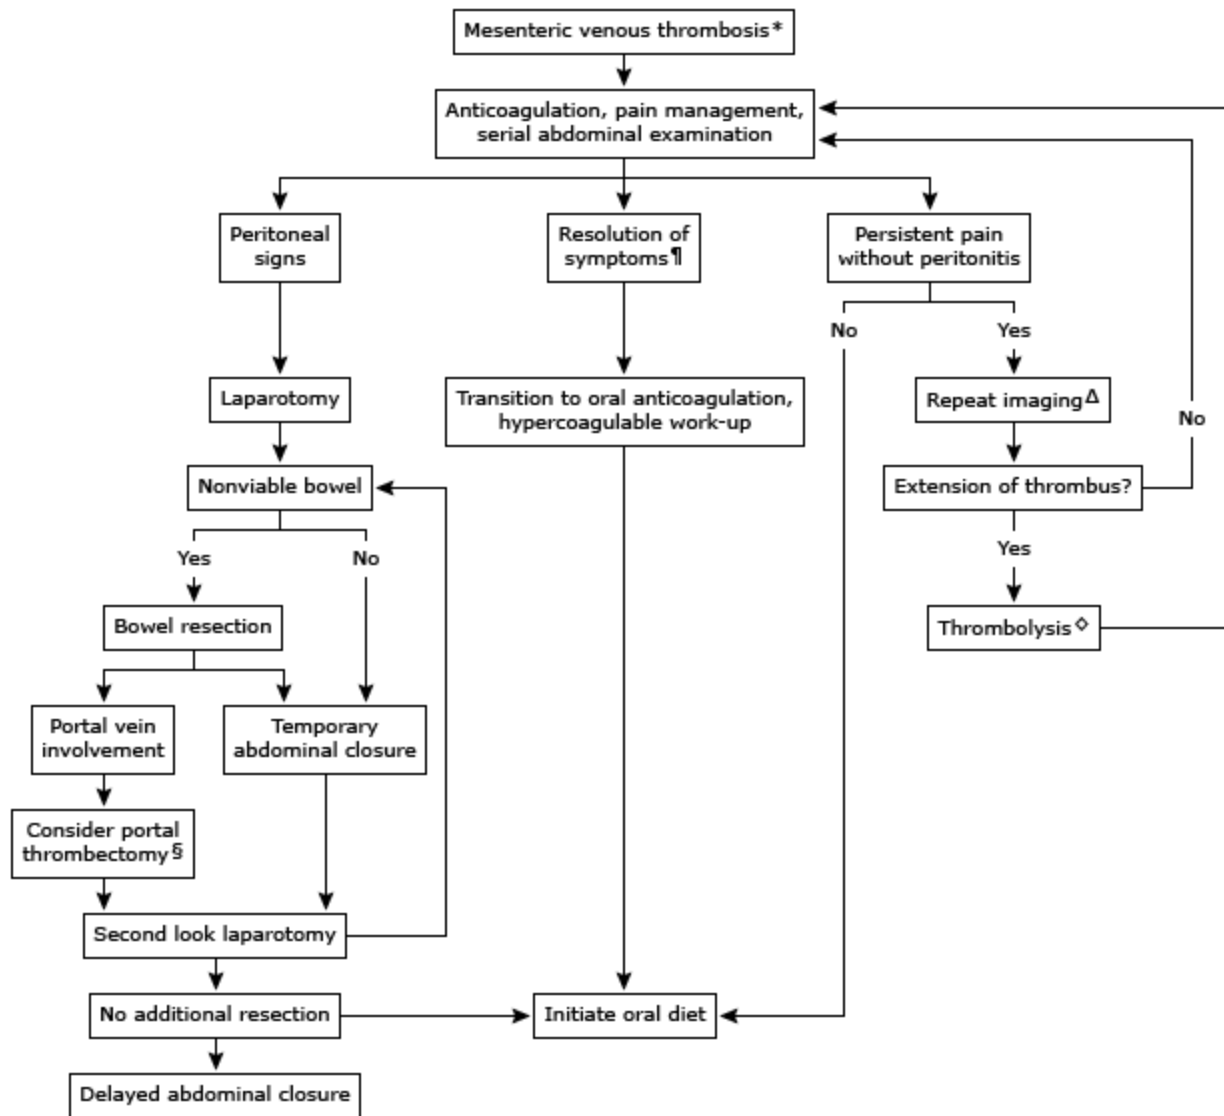 Mesenteric venous thrombosis*
Anticoagulation, pain management,
serial abdominal examination
Peritoneal
signs
Resolution of
symptoms¶
Persistent pain
without peritonitis
No
Yes
Laparotomy
Transition to oral anticoagulation,
hypercoagulable work-up
Repeat imagingΔ
No
Nonviable bowel
Extension of thrombus?
Yes
No
Yes
Bowel resection
Thrombolysis◇
Portal vein
involvement
Temporary
abdominal closure
Consider portal
thrombectomy§
Second look laparotomy
No additional resection
Initiate oral diet
Delayed abdominal closure